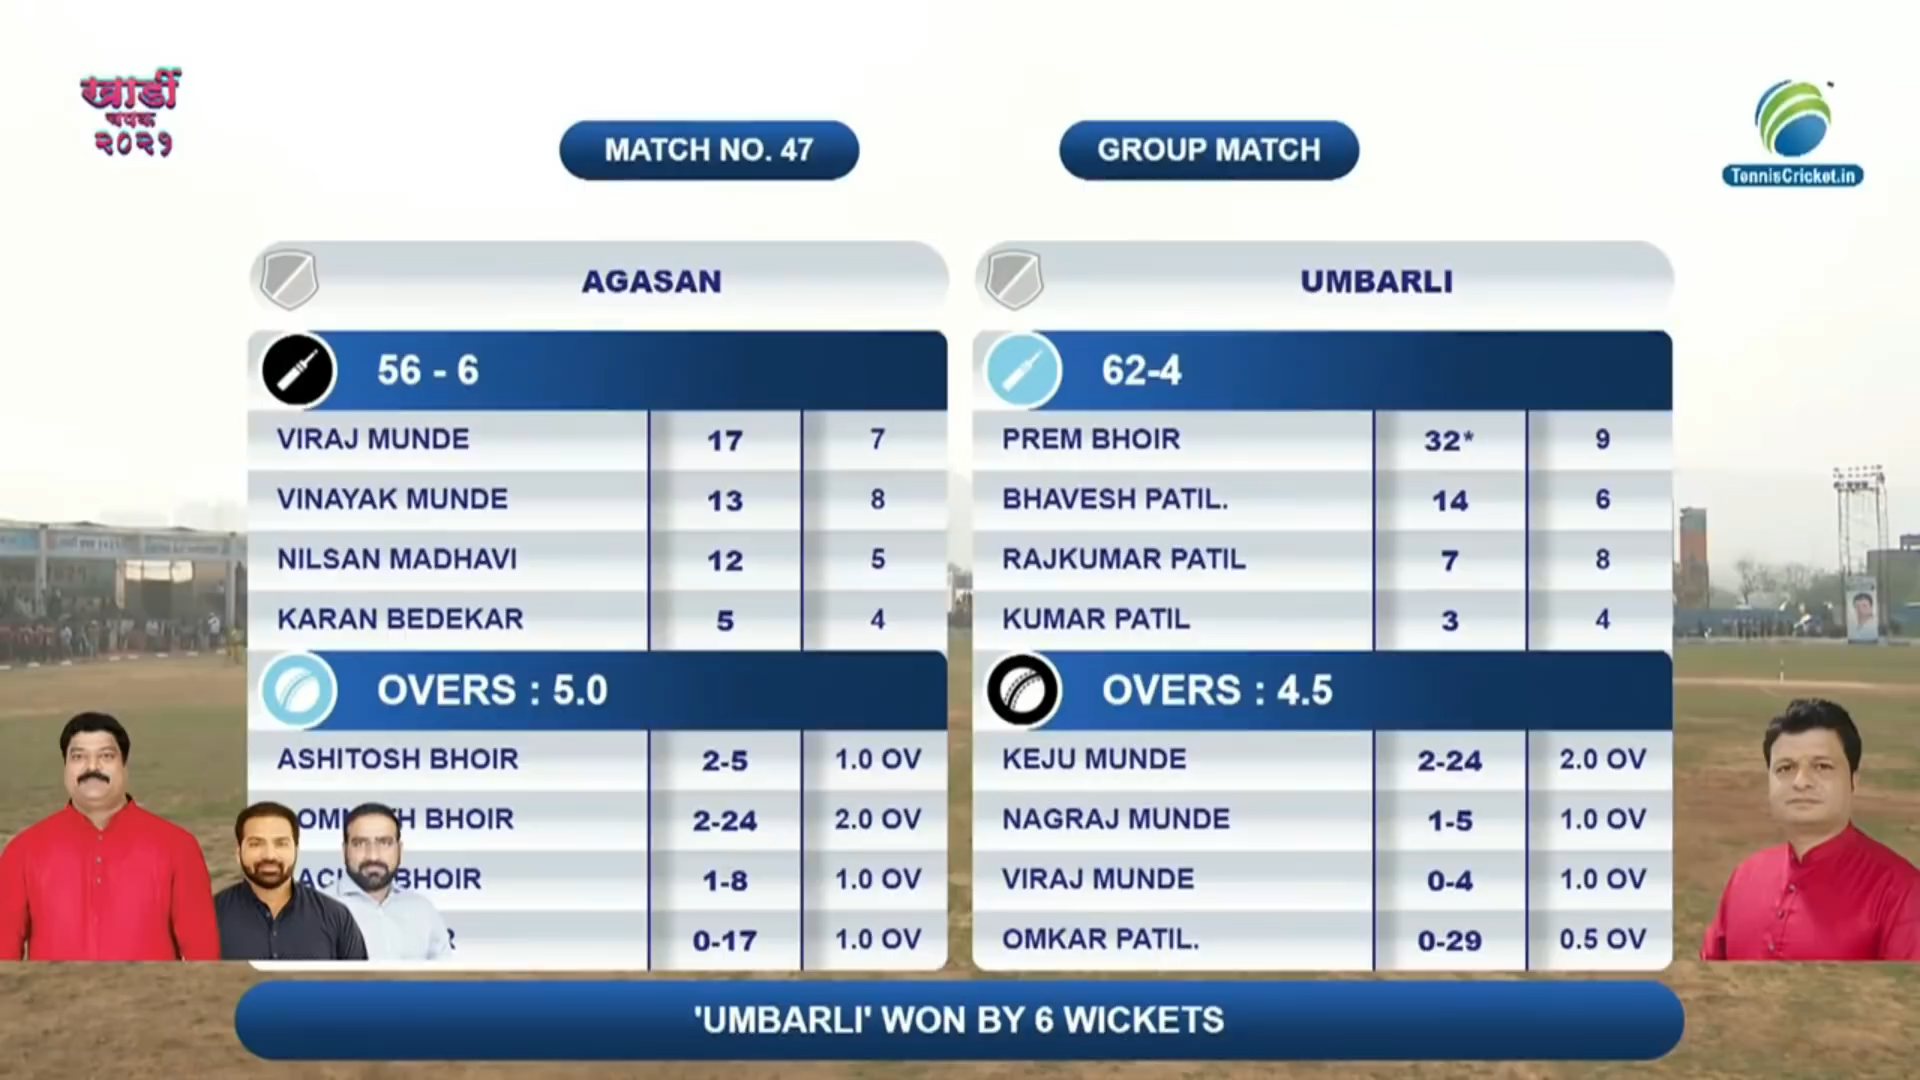 खार्डी
चषक
२०२१
MATCH NO. 47
GROUP MATCH
TennisCricket.in
AGASAN
56 - 6
VIRAJ MUNDE 17 7
VINAYAK MUNDE 13 8
NILSAN MADHAVI 12 5
KARAN BEDEKAR 5 4
OVERS : 5.0
ASHITOSH BHOIR 2-5 1.0 OV
BHOIR 2-24 2.0 OV
BHOIR 1-8 1.0 OV
0-17 1.0 OV
UMBARLI
62-4
PREM BHOIR 32* 9
BHAVESH PATIL. 14 6
RAJKUMAR PATIL 7 8
KUMAR PATIL 3 4
OVERS : 4.5
KEJU MUNDE 2-24 2.0 OV
NAGRAJ MUNDE 1-5 1.0 OV
VIRAJ MUNDE 0-4 1.0 OV
OMKAR PATIL. 0-29 0.5 OV
'UMBARLI' WON BY 6 WICKETS